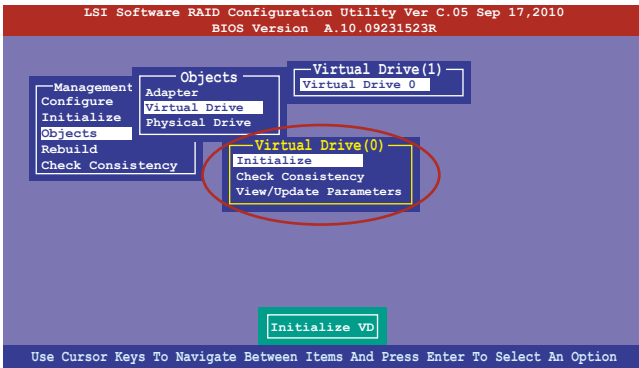 LSI Software RAID Configuration Utility Ver C.05 Sep 17,2010
BIOS Version A.10.09231523R
Management
Configure
Initialize
Objects
Rebuild
Check Consistency
Objects
Adapter
Virtual Drive
Physical Drive
Virtual Drive(1)
Virtual Drive 0
Virtual Drive(0)
Initialize
Check Consistency
View/Update Parameters
Initialize VD
Use Cursor Keys To Navigate Between Items And Press Enter To Select An Option